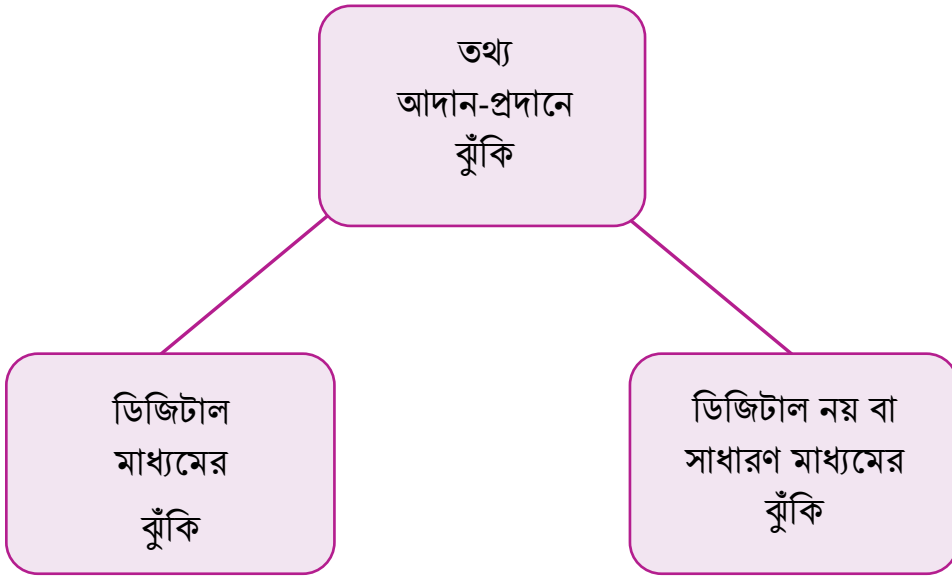 তথ্য
আদান-প্রদানে
ঝুঁকি
ডিজিটাল
মাধ্যমের
ঝুঁকি
ডিজিটাল নয় বা
সাধারণ মাধ্যমের
ঝুঁকি